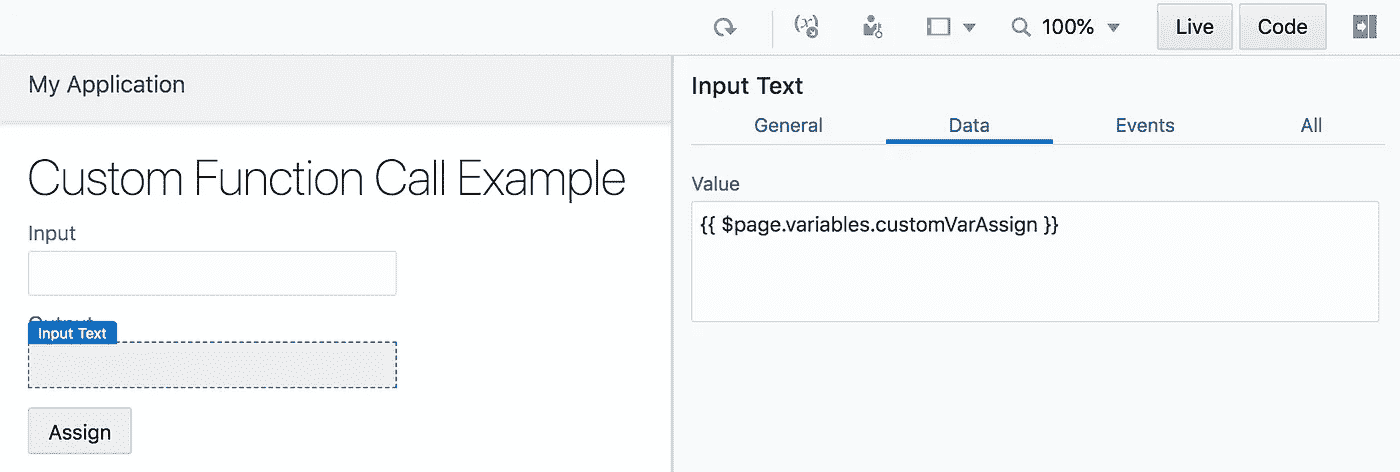 100%
Live
Code
My Application
Custom Function Call Example
Input
Input Text
Assign
Input Text
General
Data
Events
All
Value
{{ $page.variables.customVarAssign }}